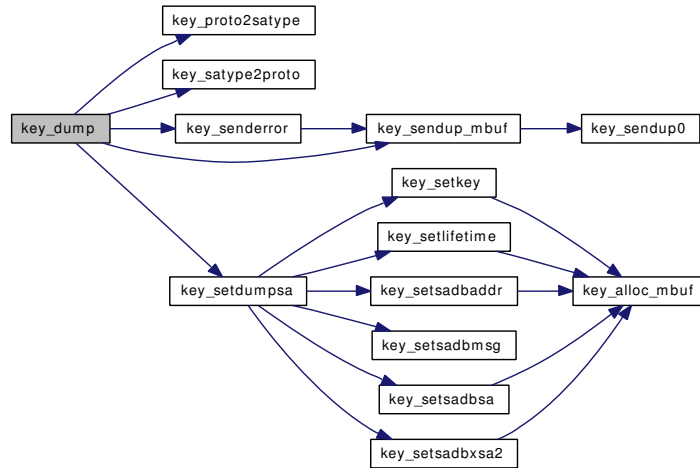 key_proto2satype
key_satype2proto
key_dump
key_senderror
key_sendup_mbuf
key_sendup0
key_setkey
key_setlifetime
key_setdumpsa
key_setsadbaddr
key_alloc_mbuf
key_setsadbmsg
key_setsadbsa
key_setsadbxsa2